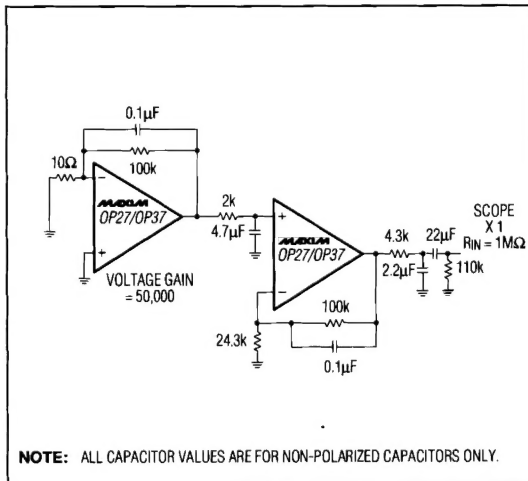 0.1μF
100k
10Ω
−
+
MAXIM
OP27/OP37
VOLTAGE GAIN
= 50,000
2k
4.7μF
+
−
MAXIM
OP27/OP37
4.3k
22μF
2.2μF
110k
SCOPE
X 1
RIN = 1MΩ
24.3k
100k
0.1μF
NOTE: ALL CAPACITOR VALUES ARE FOR NON-POLARIZED CAPACITORS ONLY.